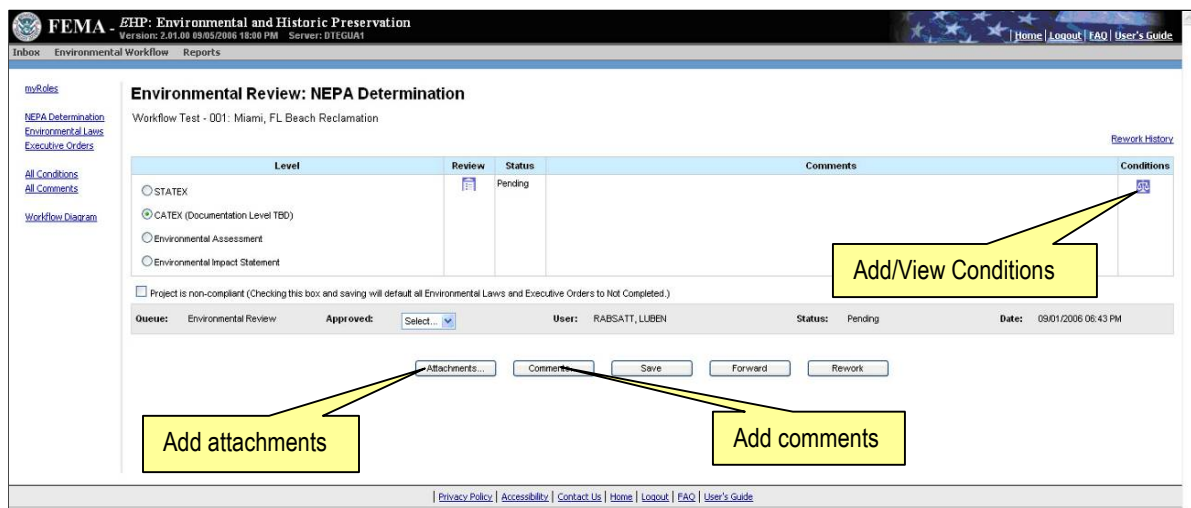 FEMA - EHP: Environmental and Historic Preservation
Version: 2.01.00 09/05/2006 18:00 PM Server: DTEGUA1
| Home | Logout | FAQ | User's Guide
Inbox Environmental Workflow Reports
myRoles
NEPA Determination
Environmental Laws
Executive Orders
All Conditions
All Comments
Workflow Diagram
Environmental Review: NEPA Determination
Workflow Test - 001: Miami, FL Beach Reclamation
Rework History
Level Review Status Comments Conditions
STATEX Pending
CATEX (Documentation Level TBD)
Environmental Assessment
Environmental Impact Statement
Add/View Conditions
Project is non-compliant (Checking this box and saving will default all Environmental Laws and Executive Orders to Not Completed.)
Queue: Environmental Review Approved: Select... User: RABSATT, LUBEN Status: Pending Date: 09/01/2006 06:43 PM
Attachments... Comments... Save Forward Rework
Add attachments Add comments
| Privacy Policy | Accessibility | Contact Us | Home | Logout | FAQ | User's Guide